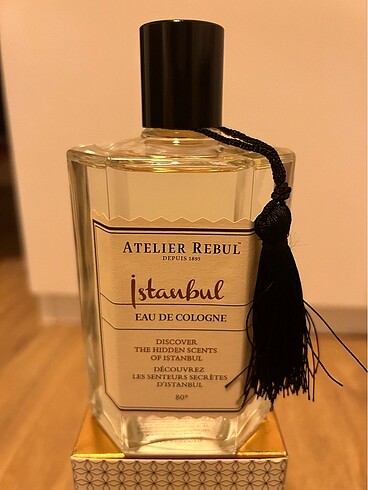 ATELIER REBUL™
DEPUIS 1895
İstanbul
EAU DE COLOGNE
DISCOVER
THE HIDDEN SCENTS
OF ISTANBUL
DÉCOUVREZ
LES SENTEURS SECRÈTES
D'ISTANBUL
80°